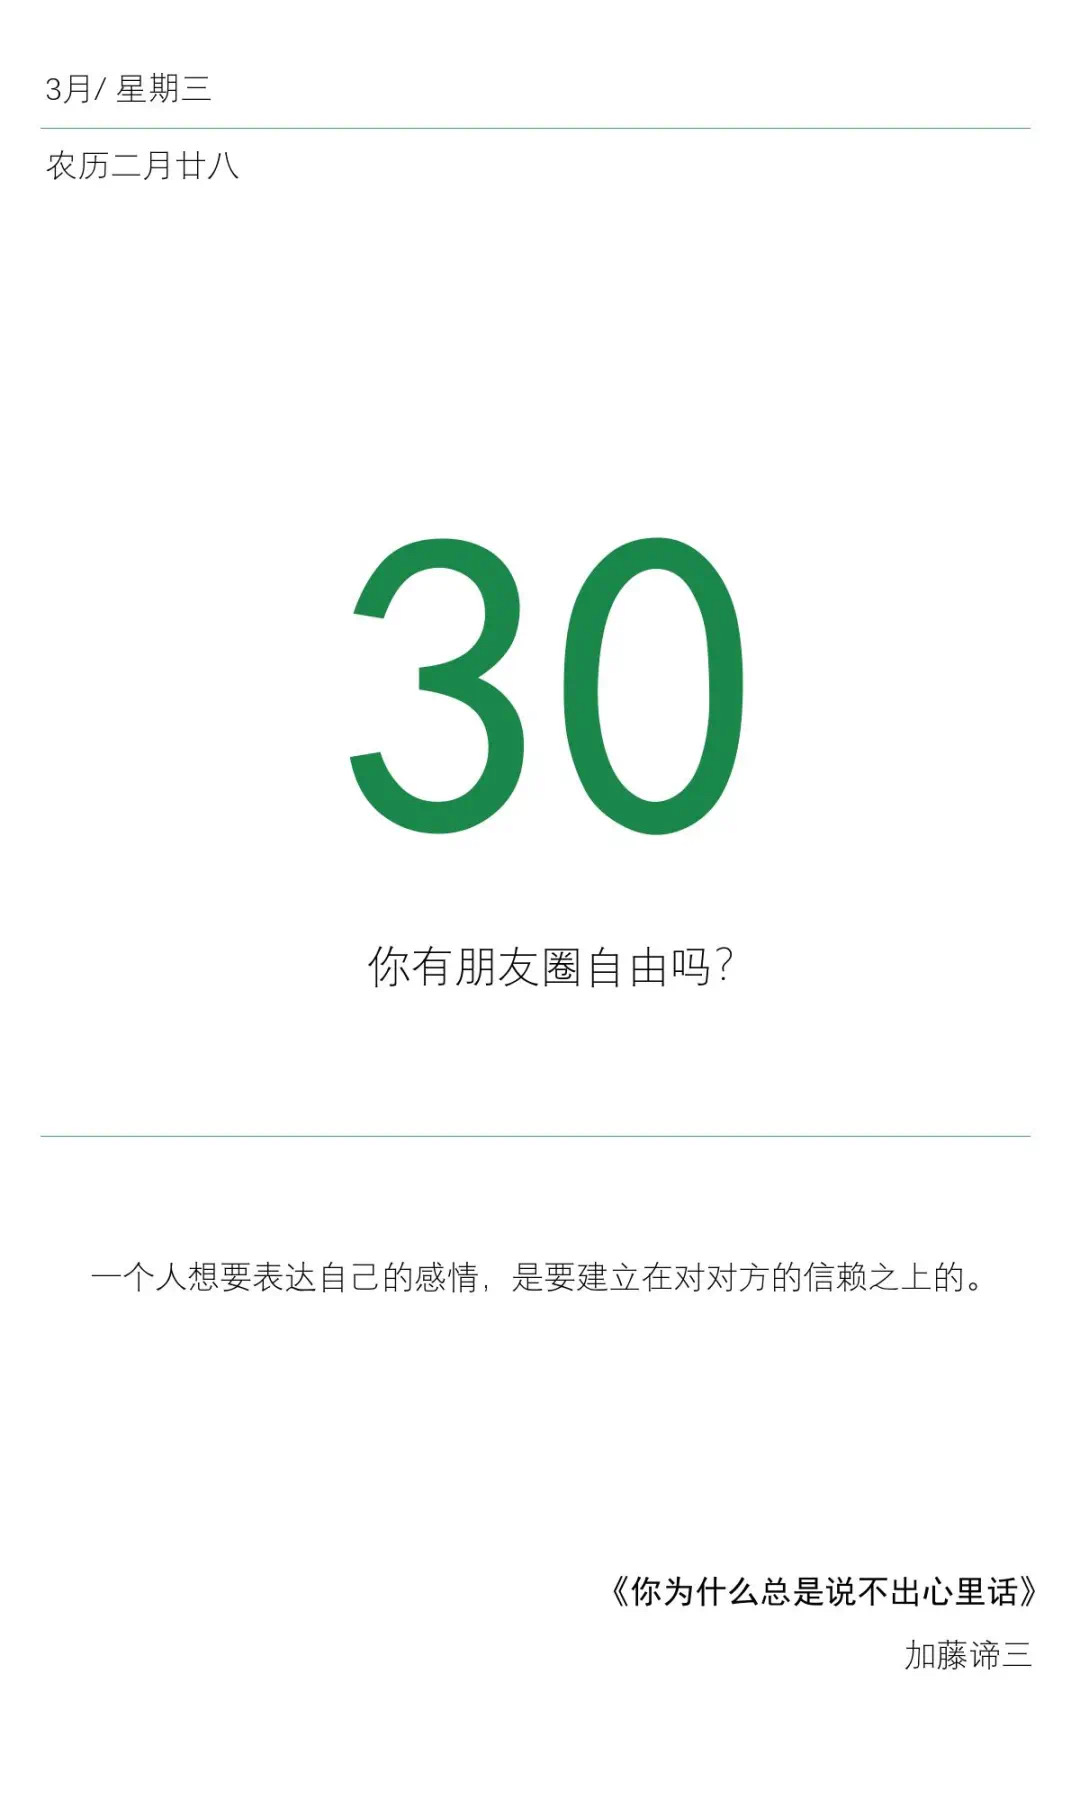 3月/ 星期三
农历二月廿八
30
你有朋友圈自由吗？
一个人想要表达自己的感情，是要建立在对对方的信赖之上的。
《你为什么总是说不出心里话》
加藤谛三